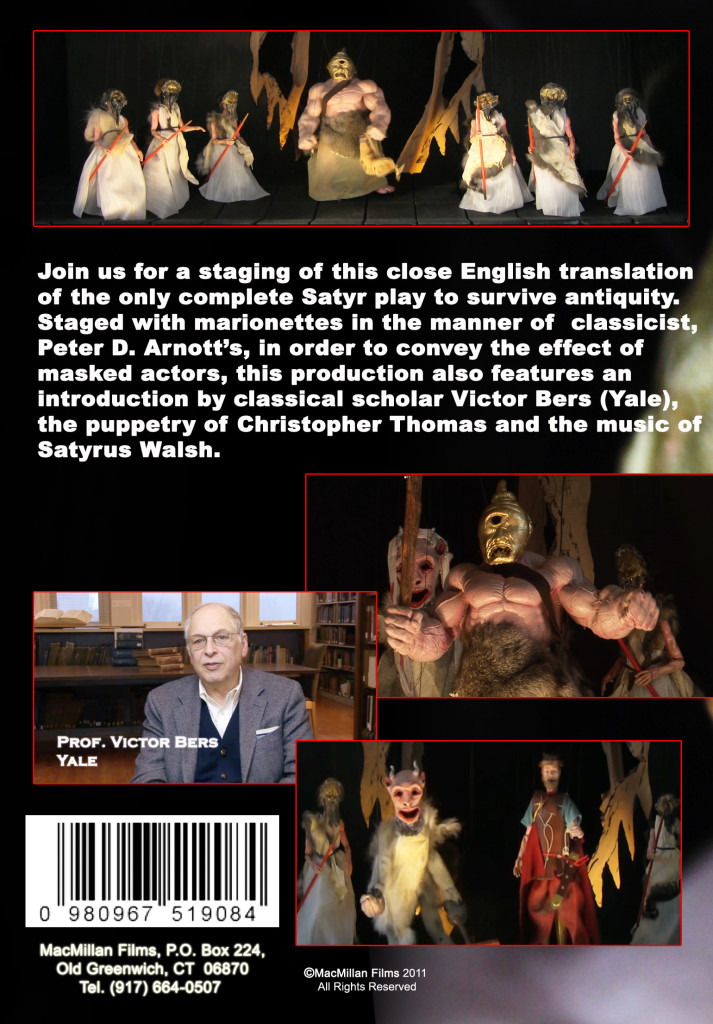 Join us for a staging of this close English translation
of the only complete Satyr play to survive antiquity.
Staged with marionettes in the manner of  classicist,
Peter D. Arnott’s, in order to convey the effect of
masked actors, this production also features an
introduction by classical scholar Victor Bers (Yale),
the puppetry of Christopher Thomas and the music of
Satyrus Walsh.
Prof. Victor Bers
Yale
0 980967 519084
MacMillan Films, P.O. Box 224,
Old Greenwich, CT  06870
Tel. (917) 664-0507
©MacMillan Films 2011
All Rights Reserved